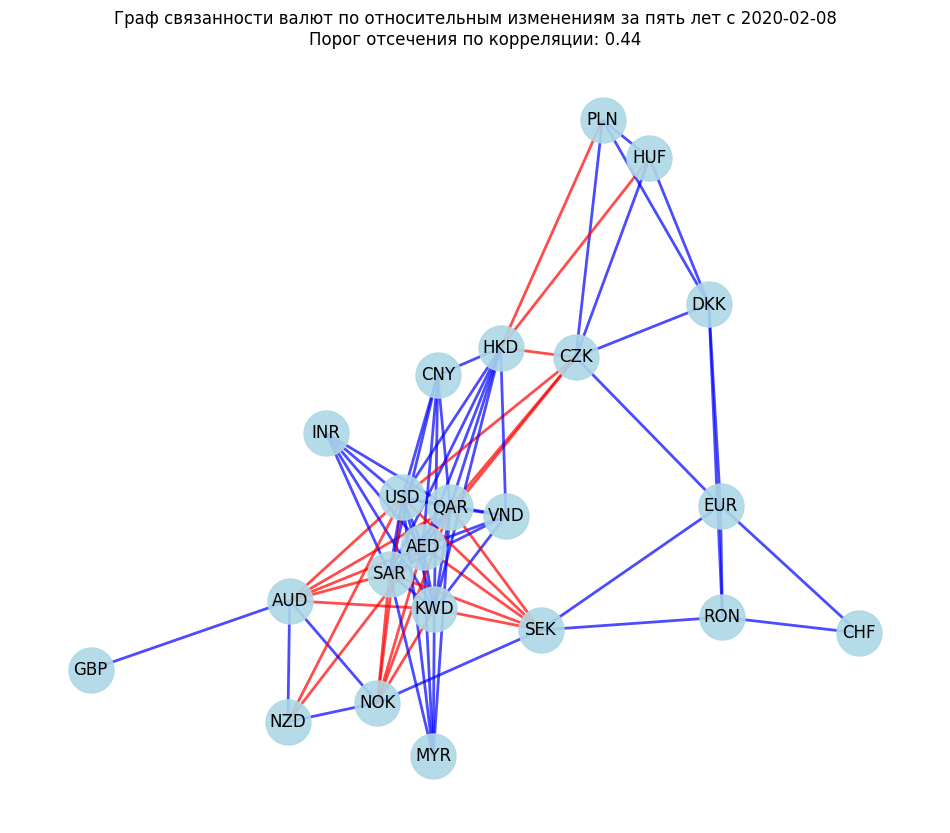 Граф связанности валют по относительным изменениям за пять лет с 2020-02-08
Порог отсечения по корреляции: 0.44
PLN
HUF
DKK
HKD
CZK
CNY
INR
USD
QAR
VND
EUR
AED
SAR
AUD
KWD
SEK
RON
CHF
GBP
NOK
NZD
MYR